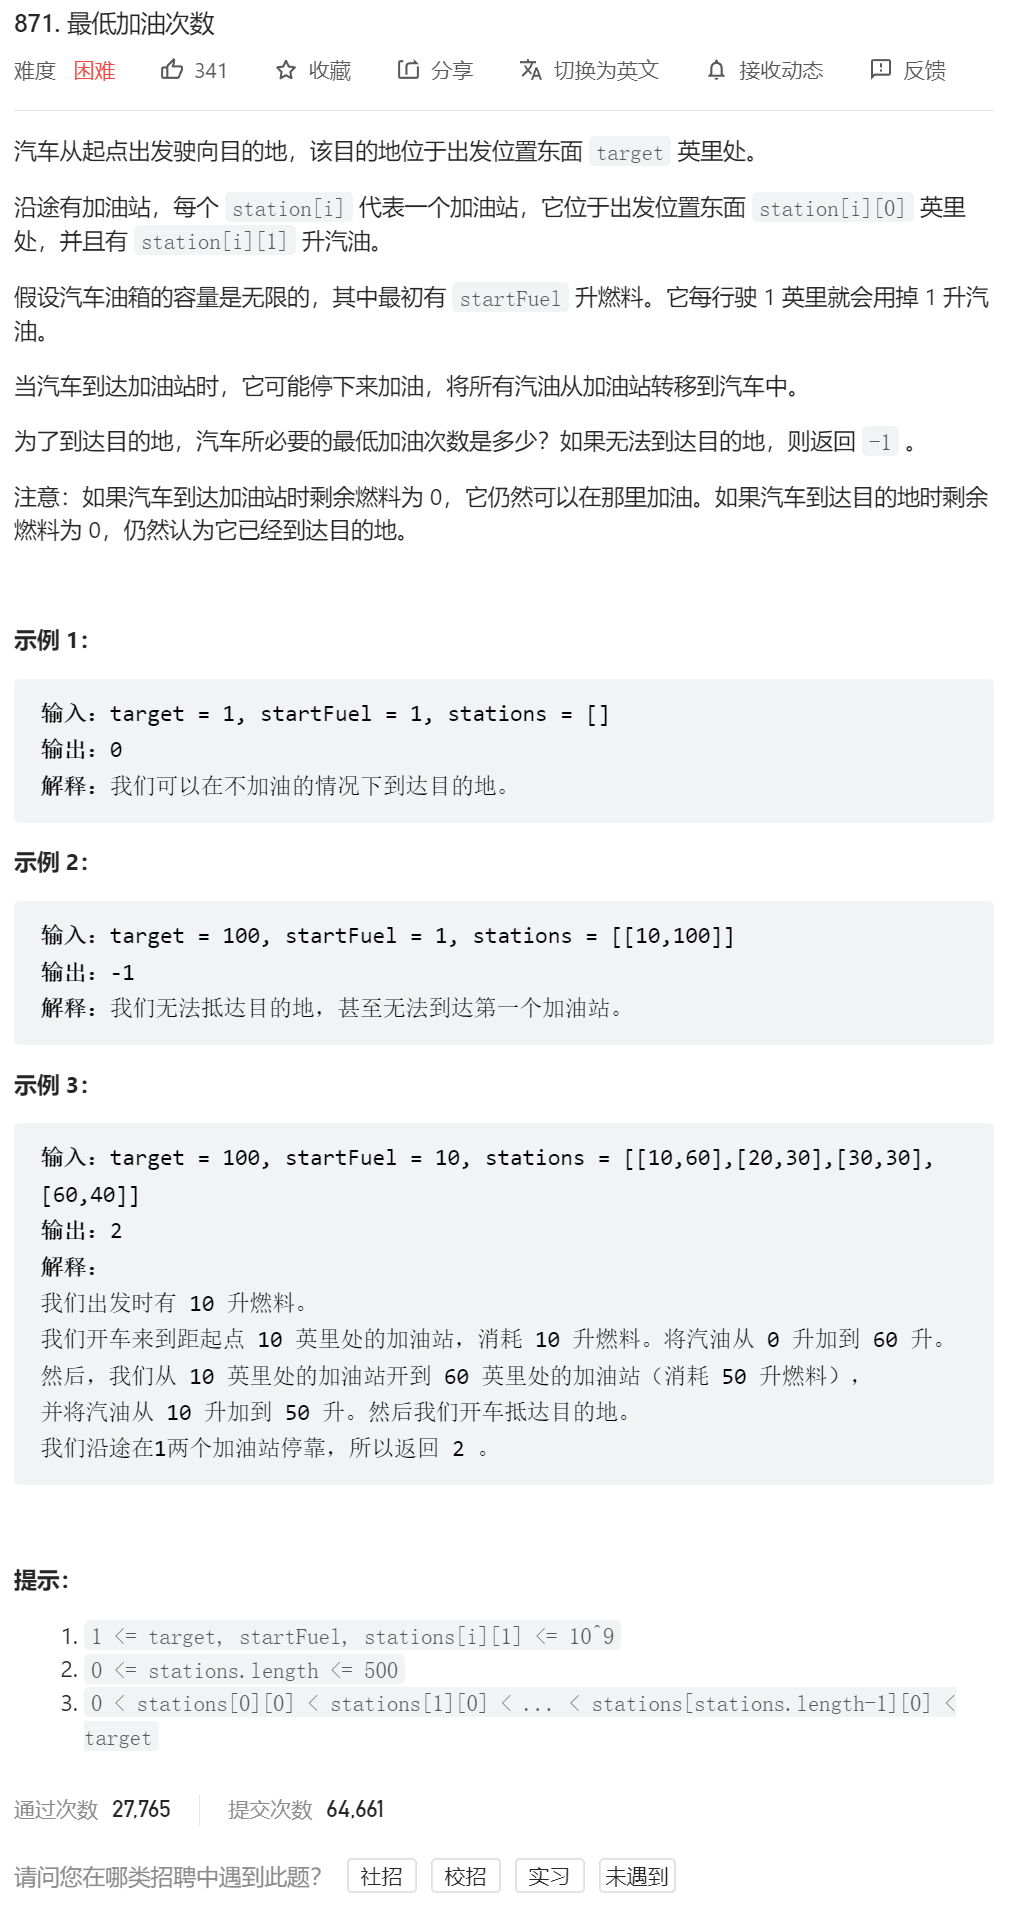 871. 最低加油次数
难度 困难 341 收藏 分享 切换为英文 接收动态 反馈
汽车从起点出发驶向目的地，该目的地位于出发位置东面 target 英里处。
沿途有加油站，每个 station[i] 代表一个加油站，它位于出发位置东面 station[i][0] 英里
处，并且有 station[i][1] 升汽油。
假设汽车油箱的容量是无限的，其中最初有 startFuel 升燃料。它每行驶 1 英里就会用掉 1 升汽
油。
当汽车到达加油站时，它可能停下来加油，将所有汽油从加油站转移到汽车中。
为了到达目的地，汽车所必要的最低加油次数是多少？如果无法到达目的地，则返回 -1 。
注意：如果汽车到达加油站时剩余燃料为 0，它仍然可以在那里加油。如果汽车到达目的地时剩余
燃料为 0，仍然认为它已经到达目的地。
示例 1：
输入：target = 1, startFuel = 1, stations = []
输出：0
解释：我们可以在不加油的情况下到达目的地。
示例 2：
输入：target = 100, startFuel = 1, stations = [[10,100]]
输出：-1
解释：我们无法抵达目的地，甚至无法到达第一个加油站。
示例 3：
输入：target = 100, startFuel = 10, stations = [[10,60],[20,30],[30,30],
[60,40]]
输出：2
解释：
我们出发时有 10 升燃料。
我们开车来到距起点 10 英里处的加油站，消耗 10 升燃料。将汽油从 0 升加到 60 升。
然后，我们从 10 英里处的加油站开到 60 英里处的加油站（消耗 50 升燃料），
并将汽油从 10 升加到 50 升。然后我们开车抵达目的地。
我们沿途在1两个加油站停靠，所以返回 2 。
提示：
1. 1 <= target, startFuel, stations[i][1] <= 10^9
2. 0 <= stations.length <= 500
3. 0 < stations[0][0] < stations[1][0] < ... < stations[stations.length-1][0] <
target
通过次数 27,765 提交次数 64,661
请问您在哪类招聘中遇到此题？ 社招 校招 实习 未遇到